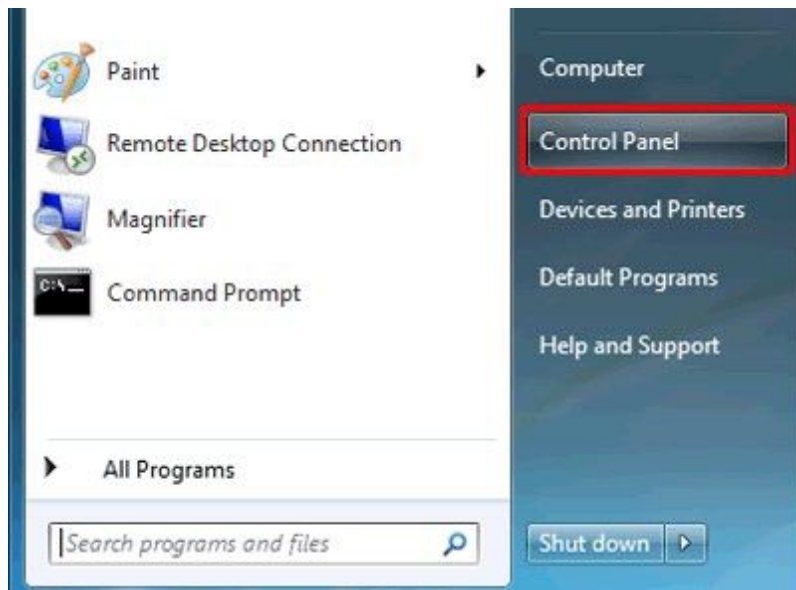 Paint
Remote Desktop Connection
Magnifier
C:\_
Command Prompt
All Programs
Search programs and files
Computer
Control Panel
Devices and Printers
Default Programs
Help and Support
Shut down